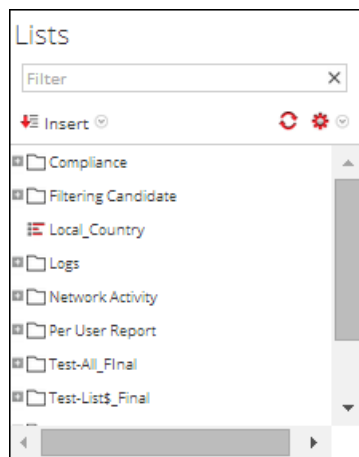 Lists
Filter
Insert
Compliance
Filtering Candidate
Local_Country
Logs
Network Activity
Per User Report
Test-All_FInal
Test-List$_Final